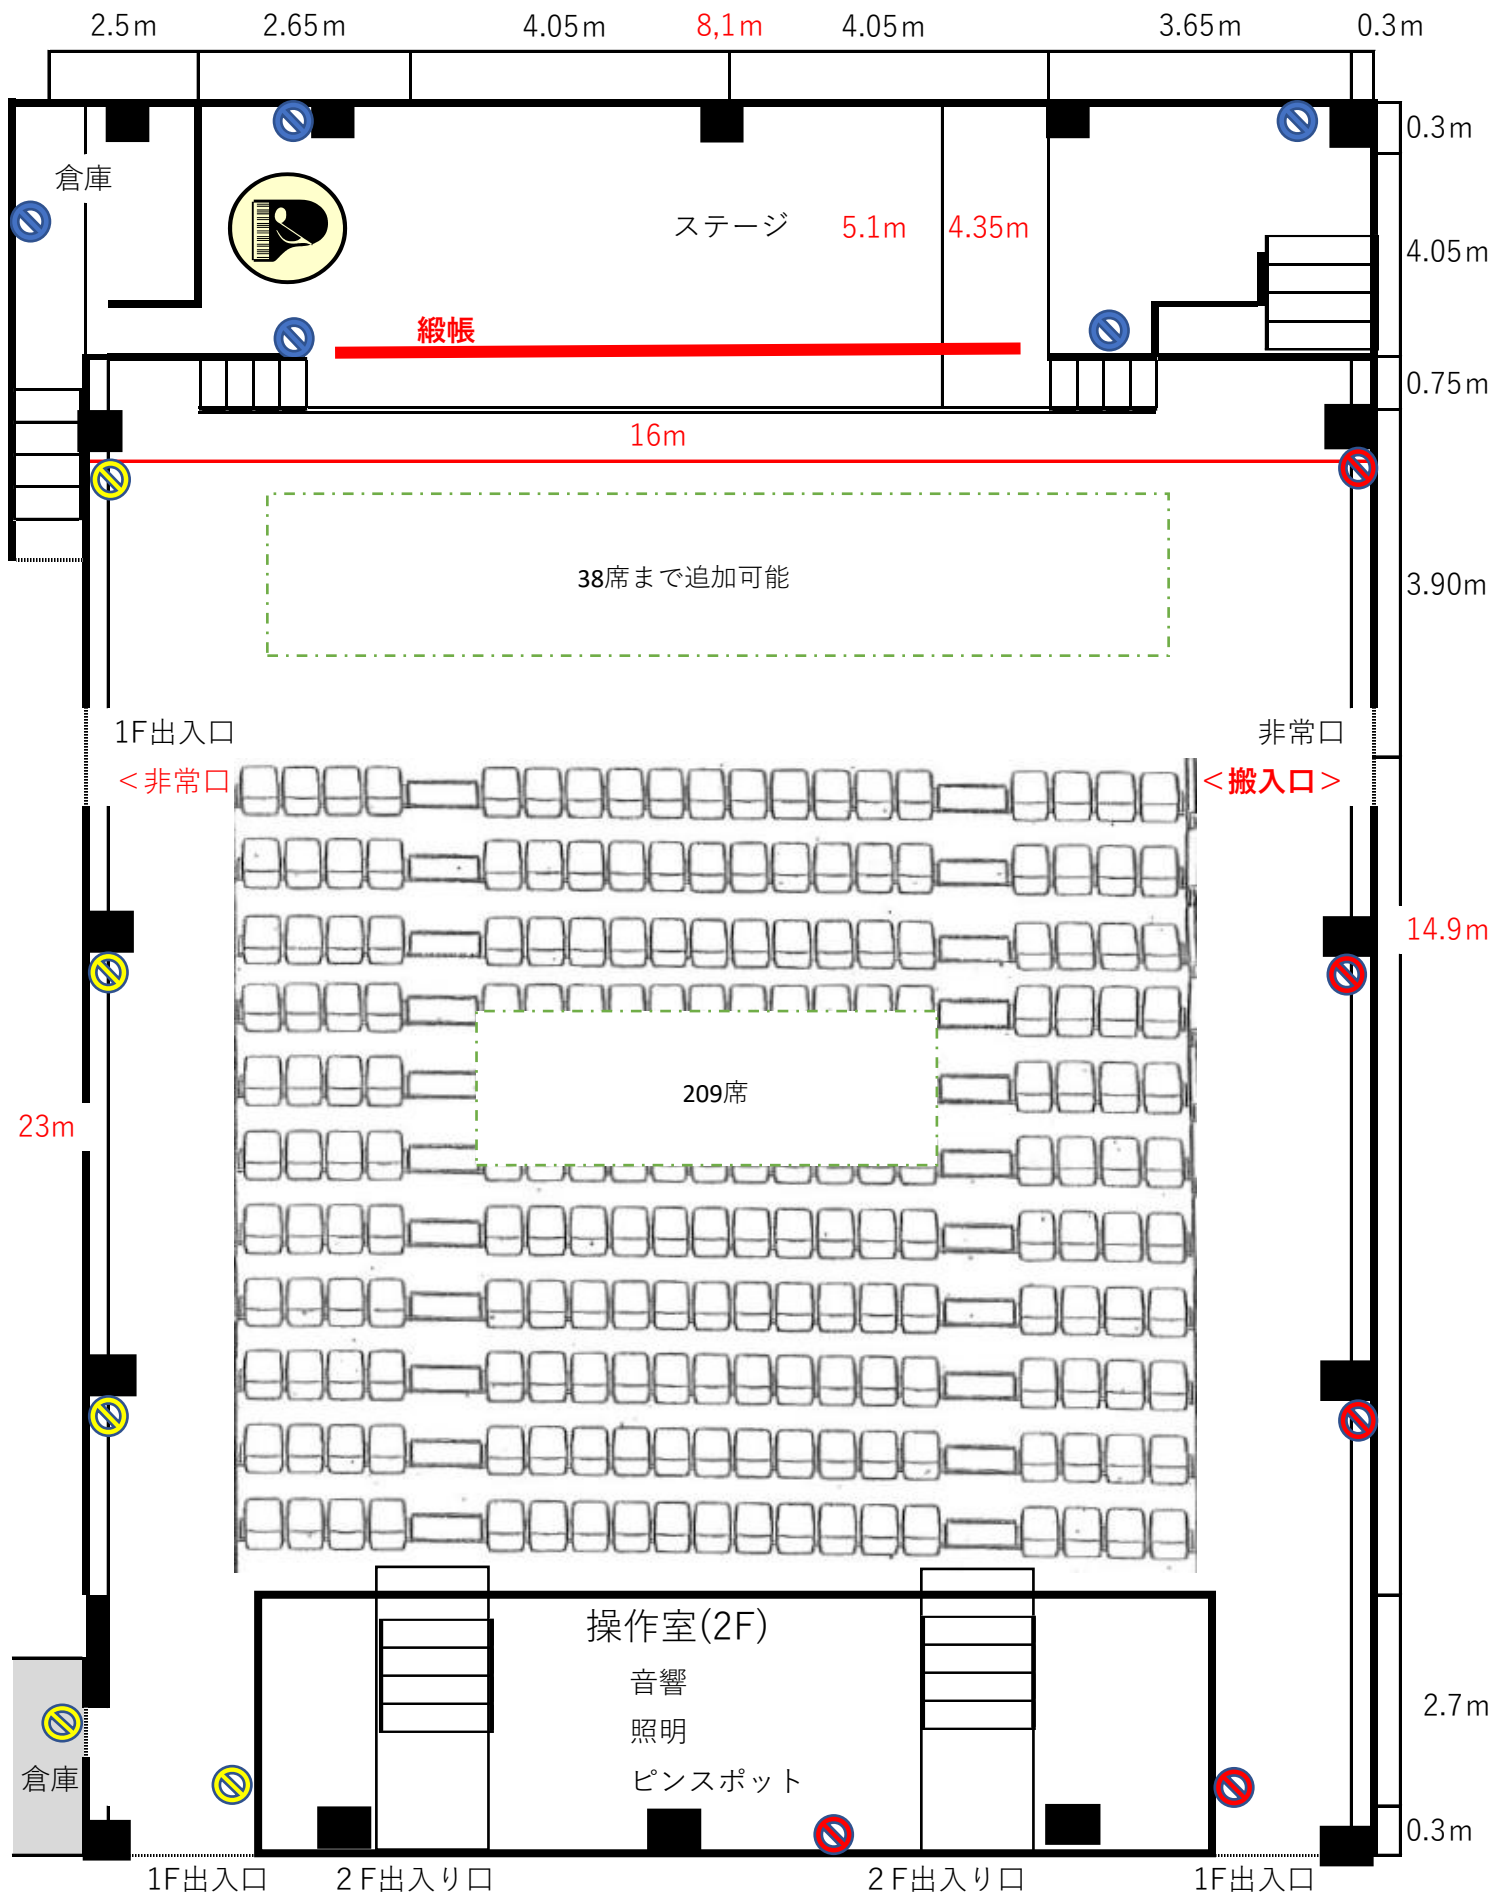 2.5m 2.65m 4.05m 8,1m 4.05m 3.65m 0.3m
0.3m
倉庫
ステージ 5.1m 4.35m
4.05m
緞帳
0.75m
16m
38席まで追加可能
3.90m
1F出入口
非常口
＜非常口
＜搬入口＞
14.9m
209席
23m
操作室(2F)
音響
照明
ピンスポット
2.7m
倉庫
0.3m
1F出入口 2F出入り口 2F出入り口 1F出入口